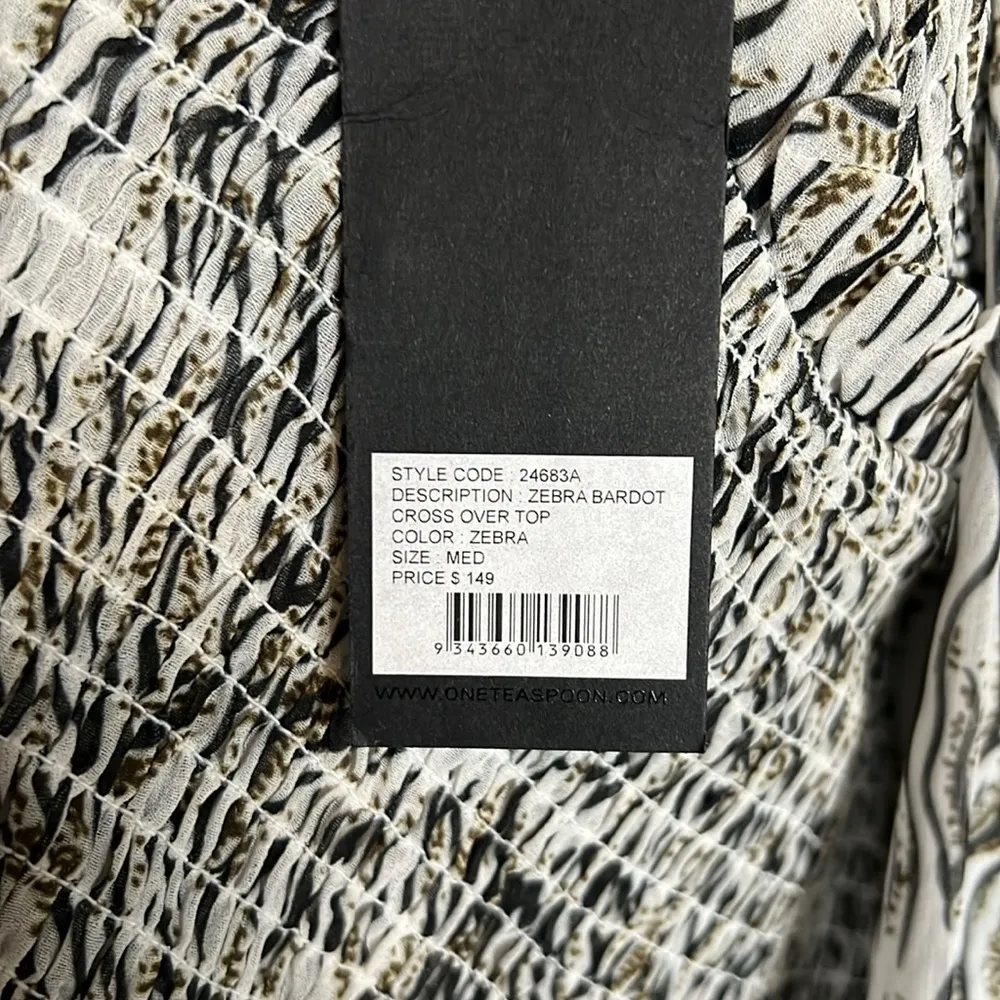 STYLE CODE : 24683A
DESCRIPTION : ZEBRA BARDOT
CROSS OVER TOP
COLOR : ZEBRA
SIZE : MED
PRICE $ 149
9 343660 139088
WWW.ONETEASPOON.COM